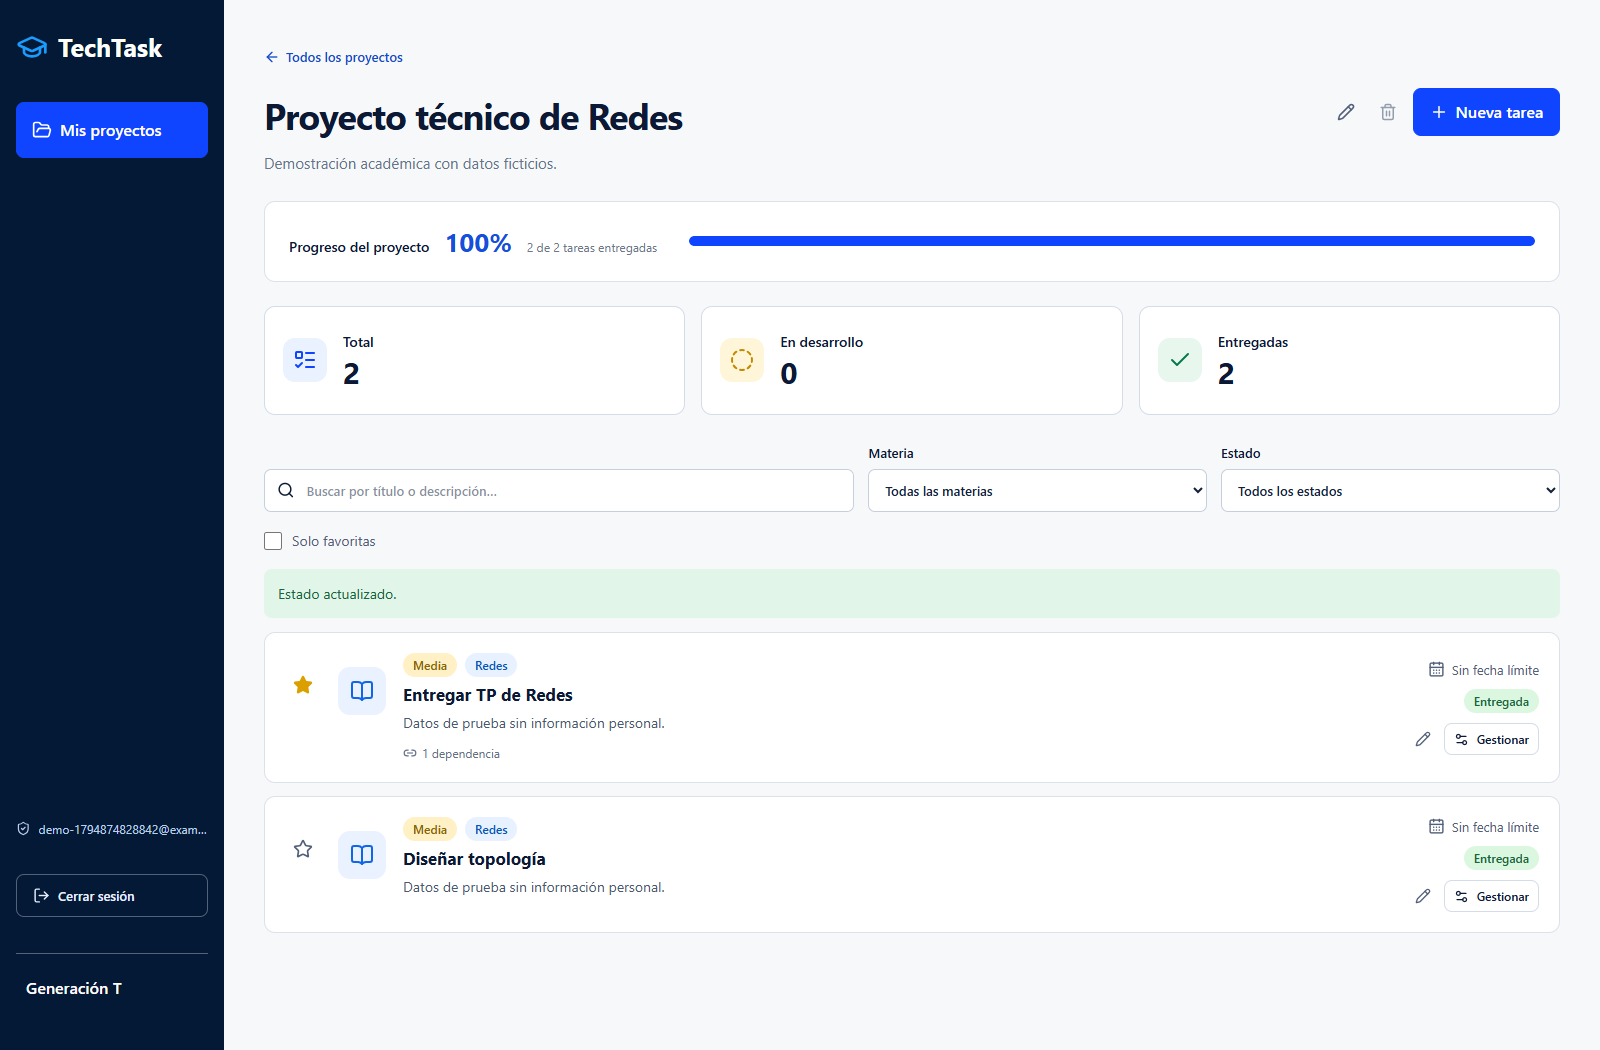 TechTask
Mis proyectos
demo-1794874828842@exam...
Cerrar sesión
Generación T
Todos los proyectos
Proyecto técnico de Redes
Nueva tarea
Demostración académica con datos ficticios.
Progreso del proyecto 100% 2 de 2 tareas entregadas
Total
2
En desarrollo
0
Entregadas
2
Materia
Estado
Buscar por título o descripción...
Todas las materias
Todos los estados
Solo favoritas
Estado actualizado.
Media Redes
Entregar TP de Redes
Datos de prueba sin información personal.
1 dependencia
Sin fecha límite
Entregada
Gestionar
Media Redes
Diseñar topología
Datos de prueba sin información personal.
Sin fecha límite
Entregada
Gestionar